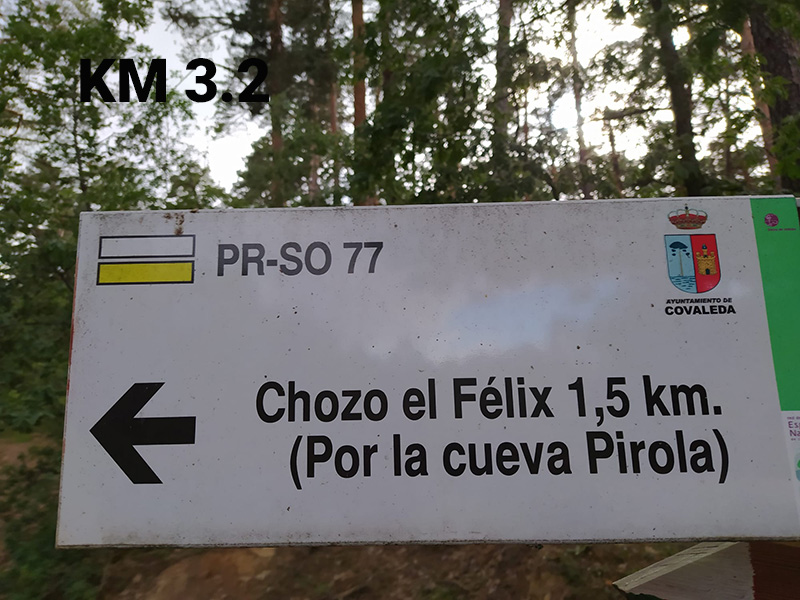 KM 3.2
PR-SO 77
AYUNTAMIENTO DE
COVALEDA
Chozo el Félix 1,5 km.
(Por la cueva Pirola)